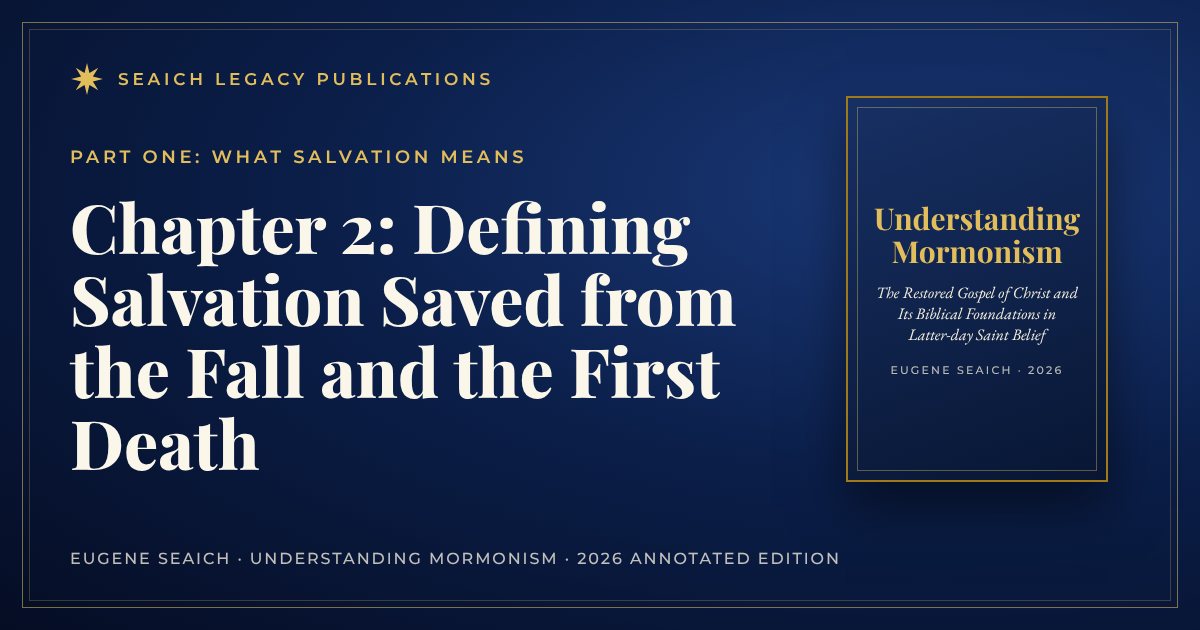 SEAICH LEGACY PUBLICATIONS
PART ONE: WHAT SALVATION MEANS
Chapter 2: Defining
Salvation Saved from
the Fall and the First
Death
EUGENE SEAICH · UNDERSTANDING MORMONISM · 2026 ANNOTATED EDITION
Understanding
Mormonism
The Restored Gospel of Christ and
Its Biblical Foundations in
Latter-day Saint Belief
EUGENE SEAICH · 2026